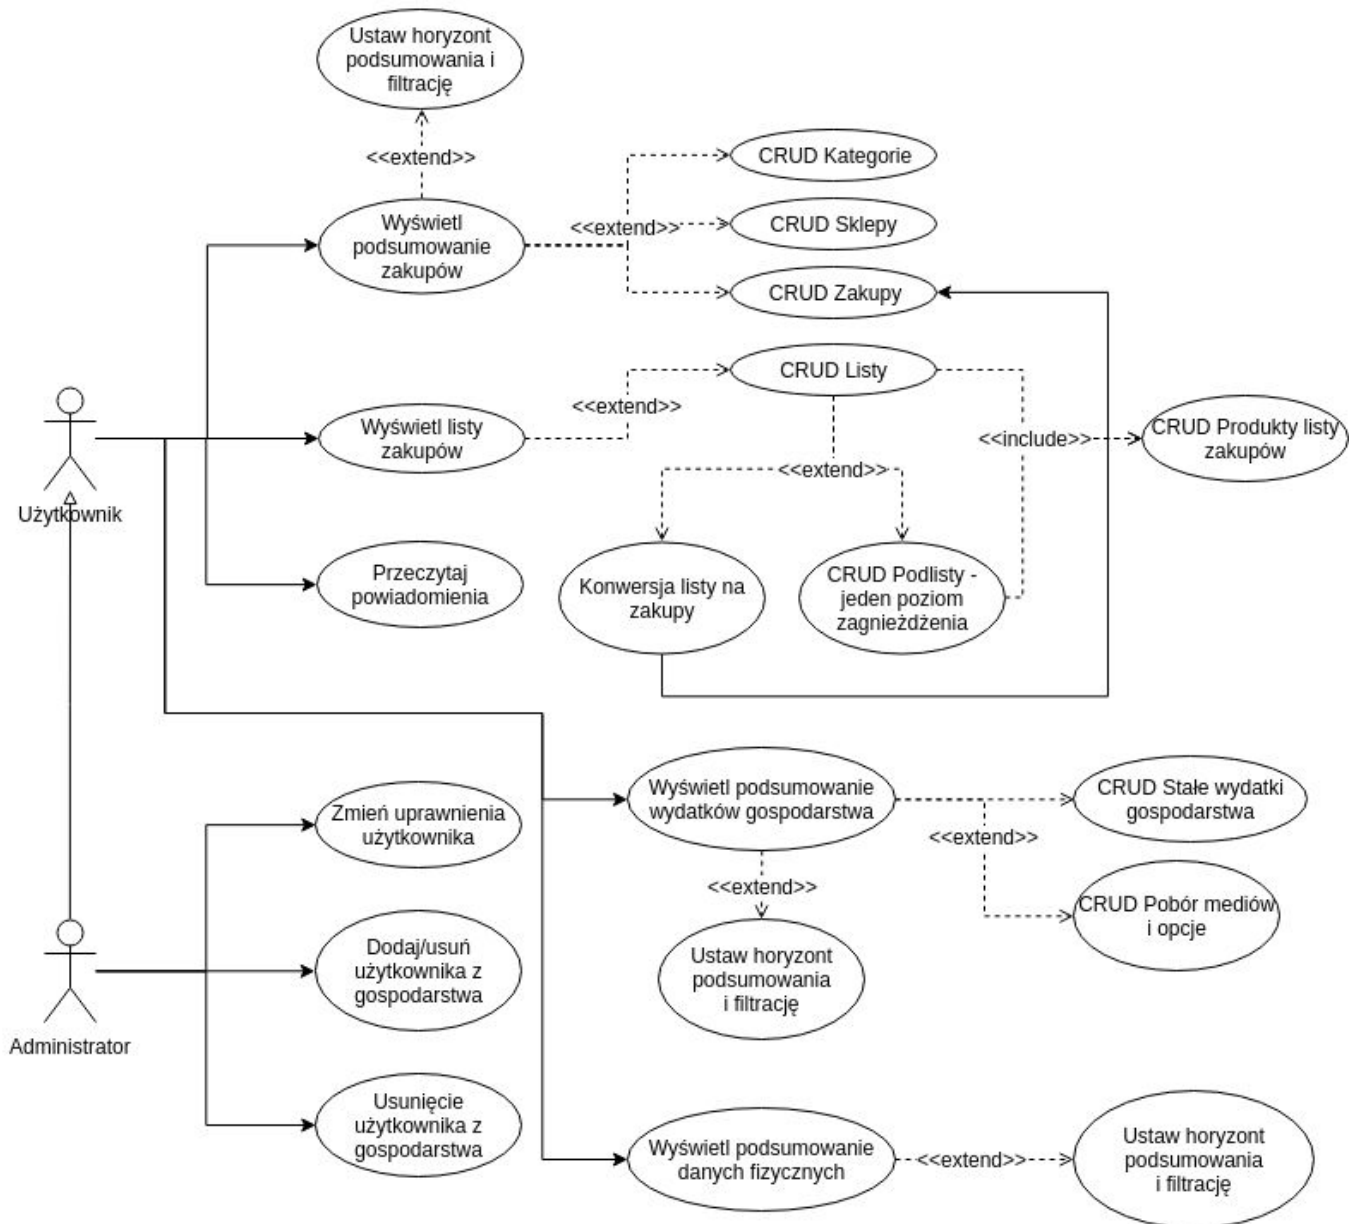 Ustaw horyzont
podsumowania i
filtrację
<<extend>>
CRUD Kategorie
Wyświetl
podsumowanie
zakupów
<<extend>>
CRUD Sklepy
CRUD Zakupy
CRUD Listy
<<extend>>
Wyświetl listy
zakupów
<<include>>
CRUD Produkty listy
zakupów
<<extend>>
Użytkownik
Przeczytaj
powiadomienia
Konwersja listy na
zakupy
CRUD Podlisty -
jeden poziom
zagnieżdżenia
Zmień uprawnienia
użytkownika
Wyświetl podsumowanie
wydatków gospodarstwa
CRUD Stałe wydatki
gospodarstwa
<<extend>>
<<extend>>
CRUD Pobór mediów
i opcje
Dodaj/usuń
użytkownika z
gospodarstwa
Ustaw horyzont
podsumowania
i filtrację
Administrator
Usunięcie
użytkownika z
gospodarstwa
Wyświetl podsumowanie
danych fizycznych
<<extend>>
Ustaw horyzont
podsumowania
i filtrację